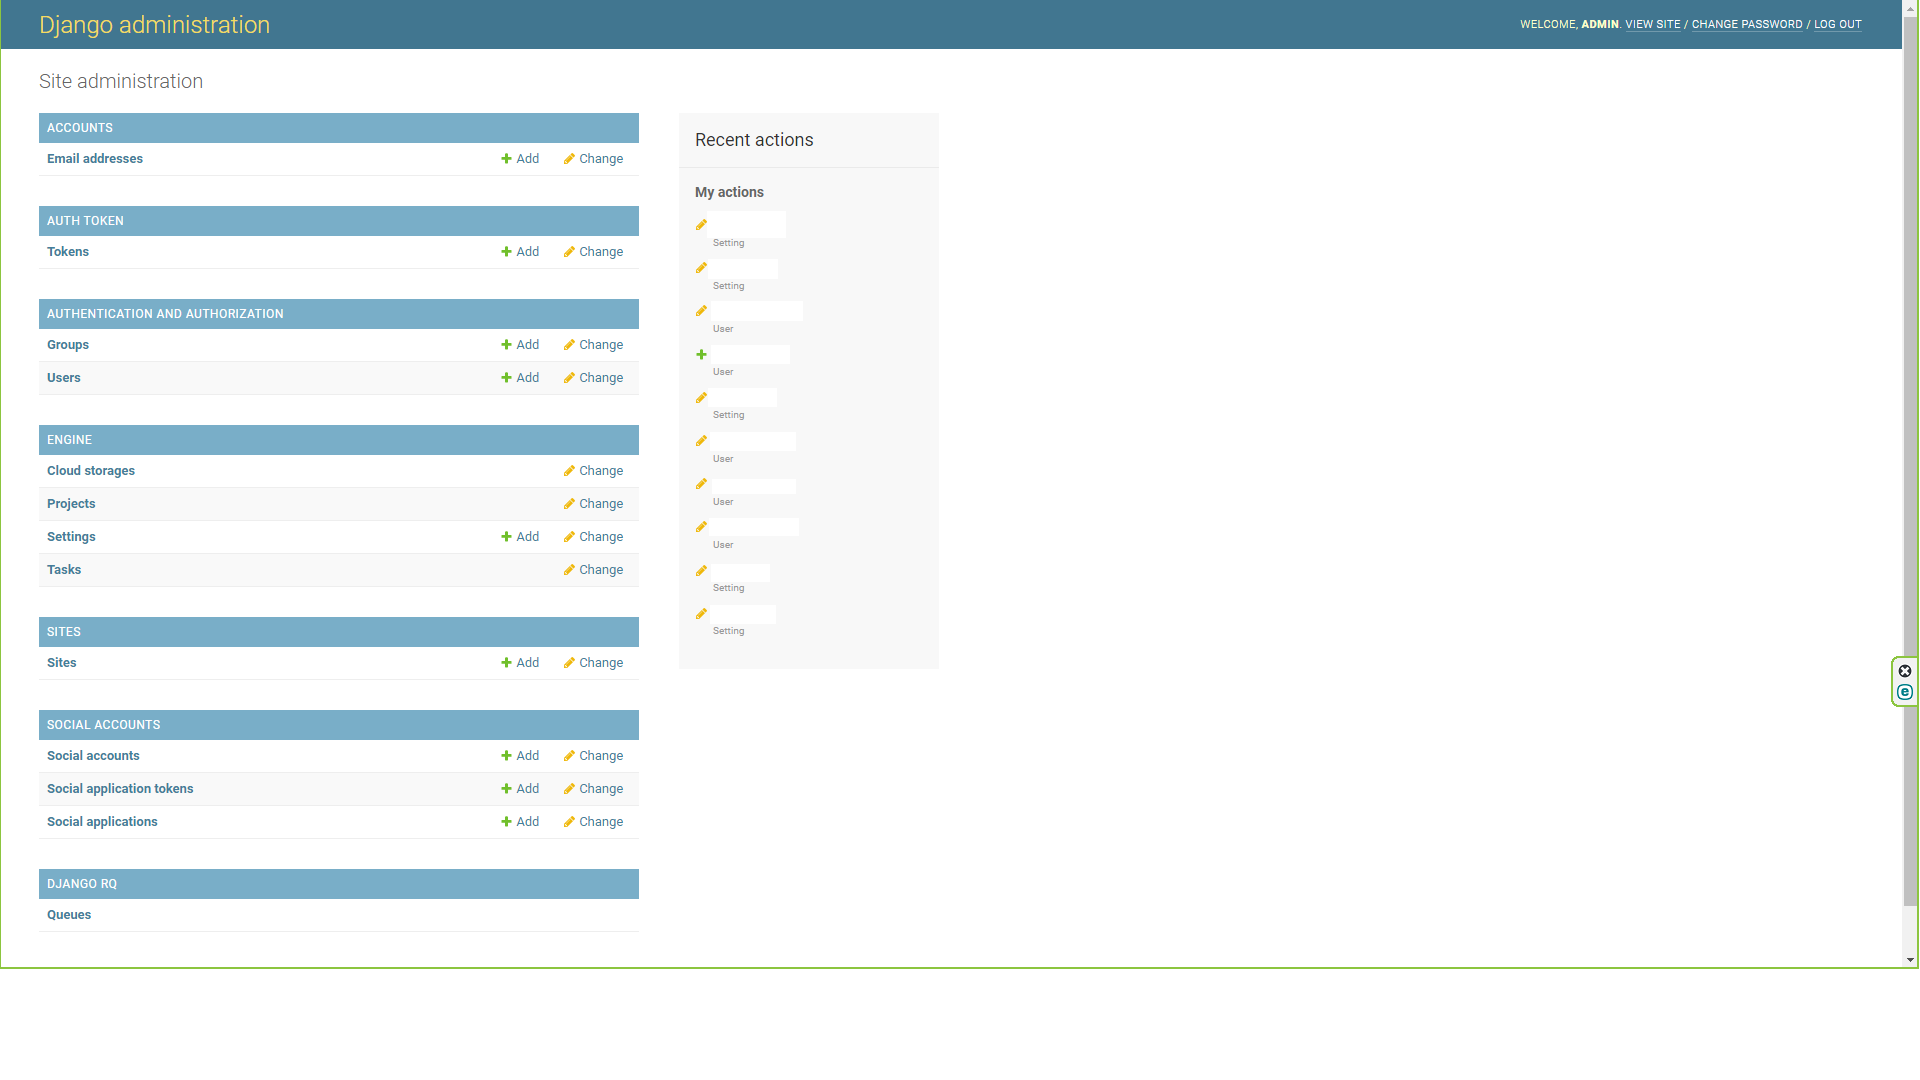 Django administration
WELCOME, ADMIN. VIEW SITE / CHANGE PASSWORD / LOG OUT
Site administration
ACCOUNTS
Email addresses Add Change
AUTH TOKEN
Tokens Add Change
AUTHENTICATION AND AUTHORIZATION
Groups Add Change
Users Add Change
ENGINE
Cloud storages Change
Projects Change
Settings Add Change
Tasks Change
SITES
Sites Add Change
SOCIAL ACCOUNTS
Social accounts Add Change
Social application tokens Add Change
Social applications Add Change
DJANGO RQ
Queues
Recent actions
My actions
Setting
Setting
User
User
Setting
User
User
User
Setting
Setting
e